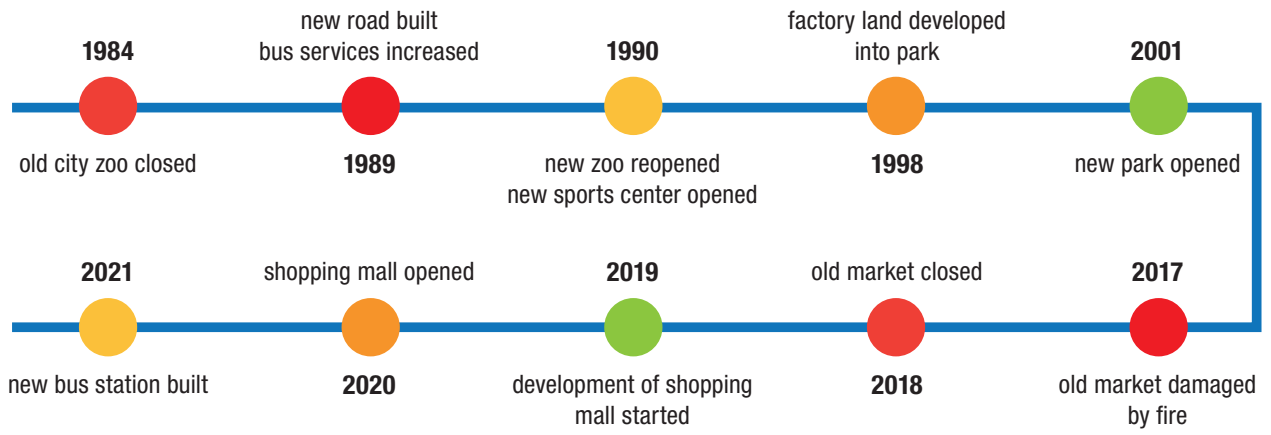 1984
old city zoo closed
new road built
bus services increased
1989
1990
new zoo reopened
new sports center opened
factory land developed
into park
1998
2001
new park opened
2017
old market damaged
by fire
old market closed
2018
2019
development of shopping
mall started
shopping mall opened
2020
2021
new bus station built